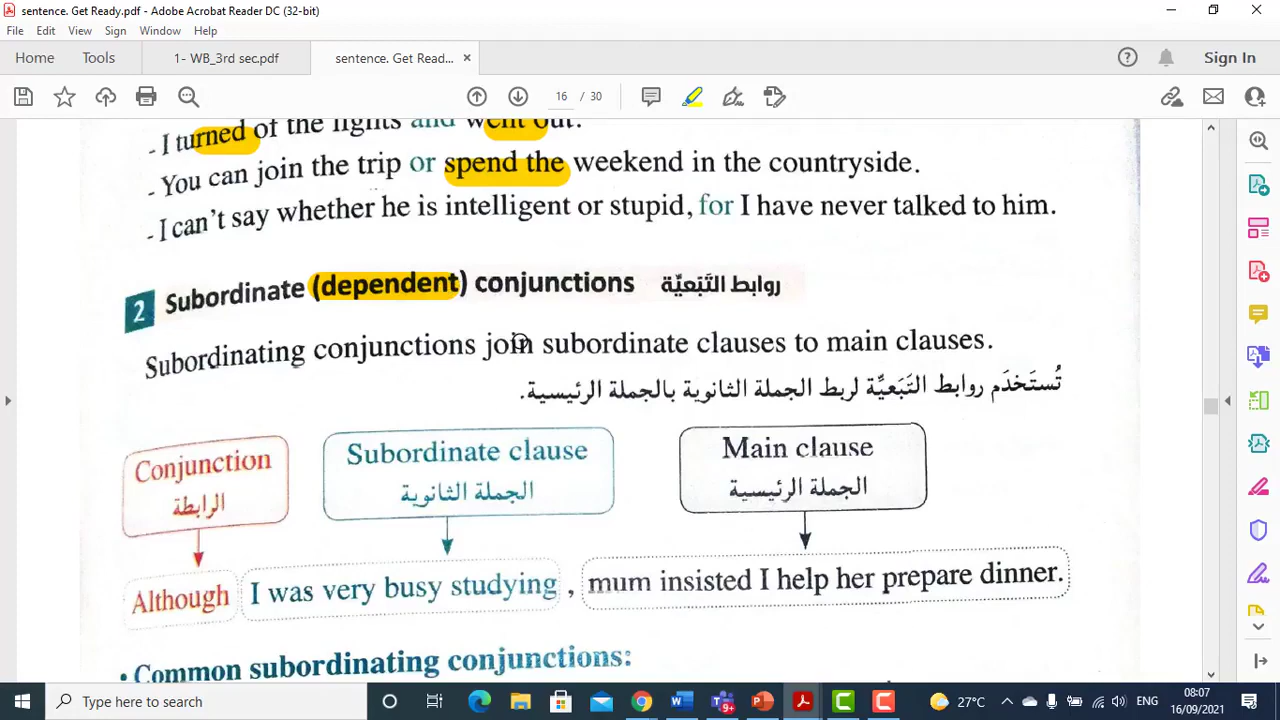 sentence. Get Ready.pdf - Adobe Acrobat Reader DC (32-bit)
File Edit View Sign Window Help
Home Tools 1- WB_3rd sec.pdf sentence. Get Read... × Sign In
16 / 30
- I turned of the lights and went out.
- You can join the trip or spend the weekend in the countryside.
- I can't say whether he is intelligent or stupid, for I have never talked to him.
2 Subordinate (dependent) conjunctions روابط التَّبَعيِّة
Subordinating conjunctions join subordinate clauses to main clauses.
تُستَخدَم روابط التَّبَعيِّة لربط الجملة الثانوية بالجملة الرئيسية.
Conjunction Subordinate clause Main clause
الرابطة الجملة الثانوية الجملة الرئيسية
Although I was very busy studying , mum insisted I help her prepare dinner.
• Common subordinating conjunctions:
Type here to search 27°C ENG 08:07
16/09/2021